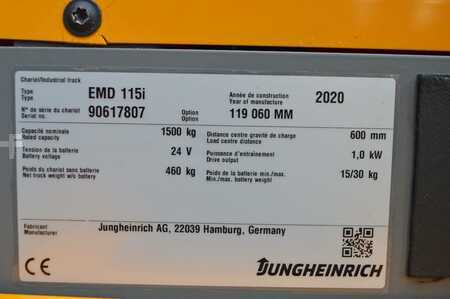 Chariot/Industrial truck
Type EMD 115i Année de construction 2020
Type Year of manufacture
N° de série du chariot 90617807 Option 119 060 MM
Serial no. Option
Capacité nominale 1500 kg Distance centre gravité de charge 600 mm
Rated capacity Load centre distance
Tension de la batterie 24 V Puissance d'entraînement 1,0 kW
Battery voltage Drive output
Poids du chariot sans batterie 460 kg Poids de la batterie min./max. 15/30 kg
Net truck weight w/o battery Min./max. battery weight
Fabricant Jungheinrich AG, 22039 Hamburg, Germany
Manufacturer
CE JUNGHEINRICH